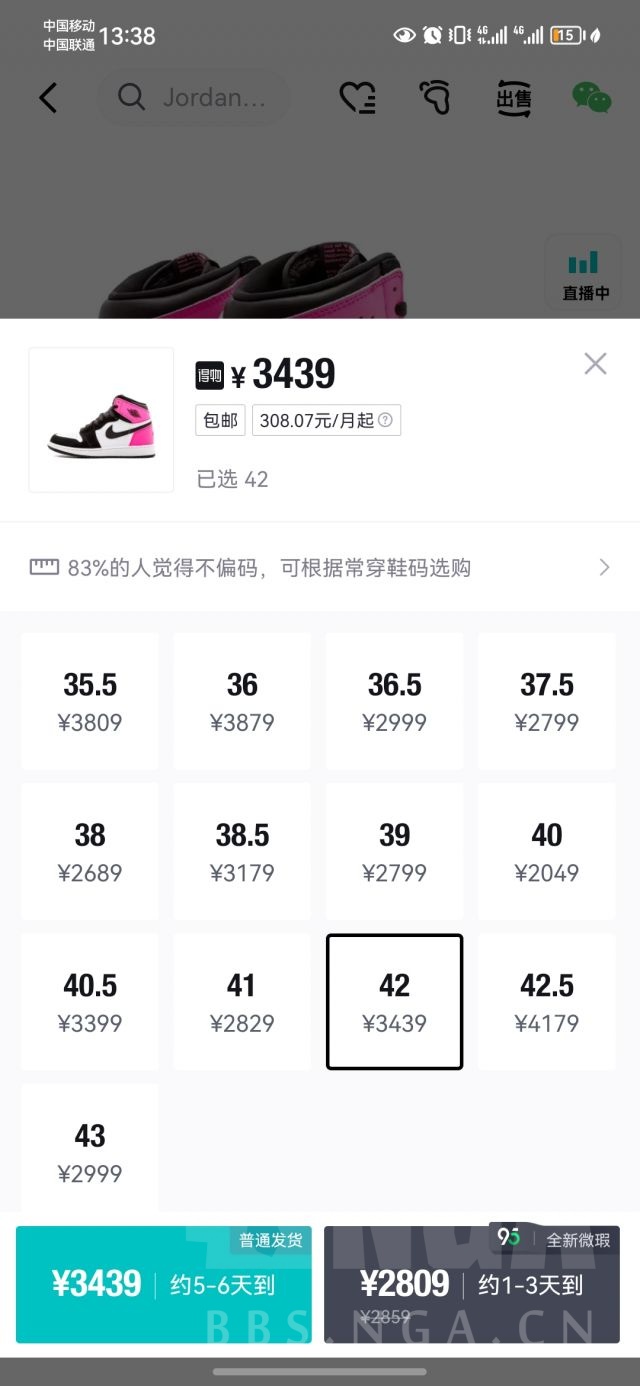 中国移动
中国联通
13:38
4G
4G
15
Jordan...
出售
直播中
得物 ¥ 3439
包邮 308.07元/月起
已选 42
83%的人觉得不偏码，可根据常穿鞋码选购
35.5 36 36.5 37.5
¥3809 ¥3879 ¥2999 ¥2799
38 38.5 39 40
¥2689 ¥3179 ¥2799 ¥2049
40.5 41 42 42.5
¥3399 ¥2829 ¥3439 ¥4179
43
¥2999
普通发货
¥3439 约5-6天到
95 全新微瑕
¥2809 约1-3天到
¥2859
BBS.NGA.CN